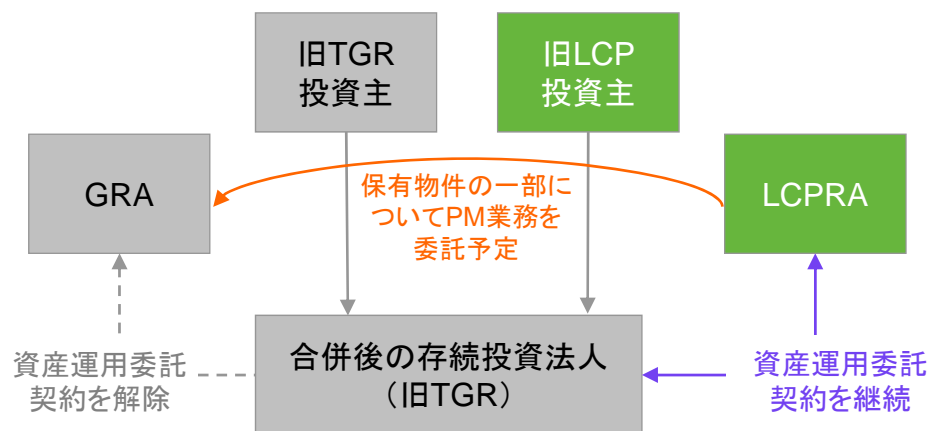 旧TGR
投資主
旧LCP
投資主
GRA
保有物件の一部に
ついてPM業務を
委託予定
LCPRA
資産運用委託
契約を解除
合併後の存続投資法人
（旧TGR）
資産運用委託
契約を継続